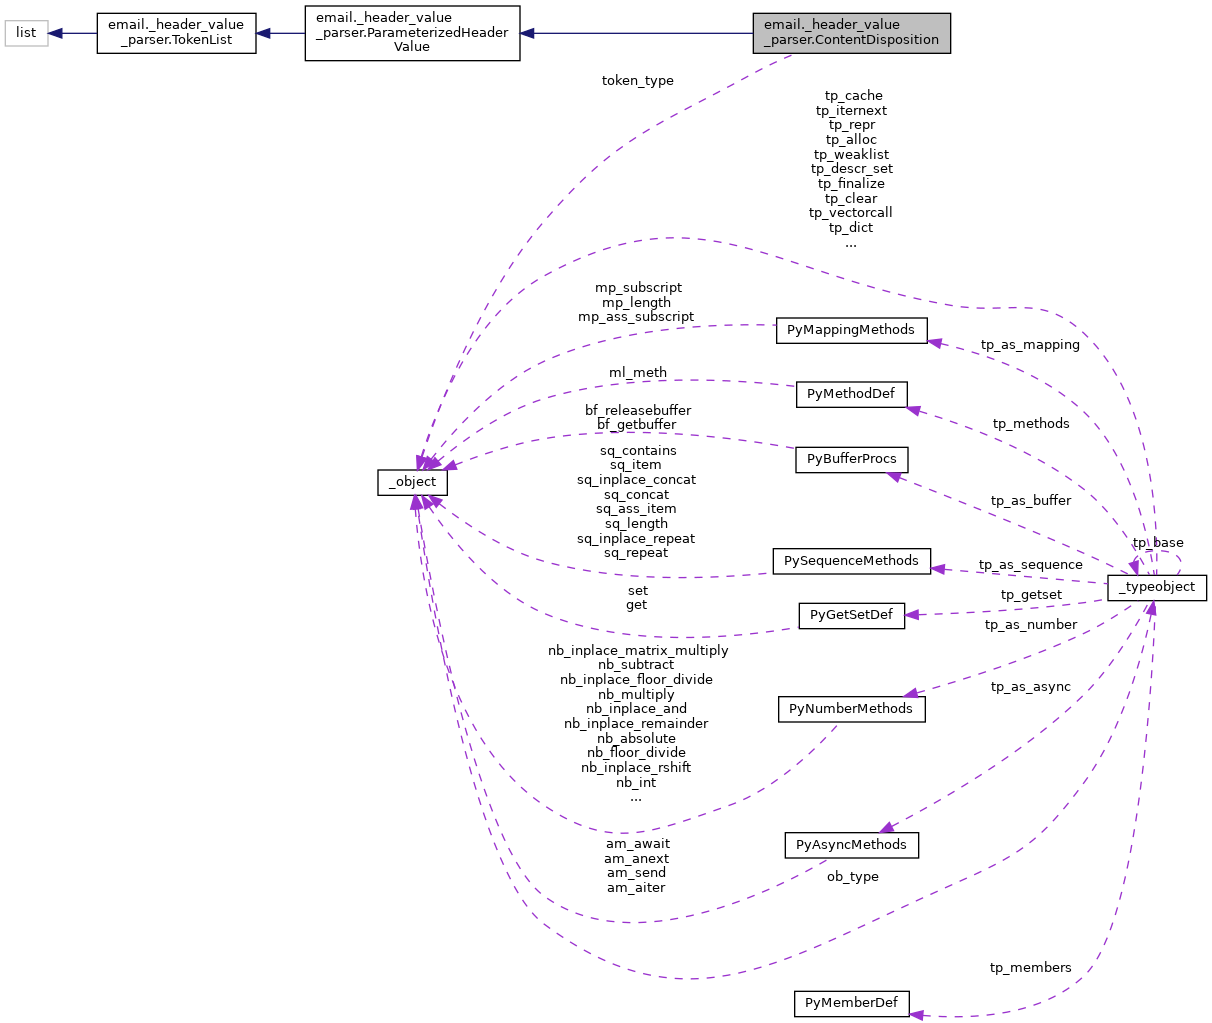 list
email._header_value
_parser.TokenList
email._header_value
_parser.ParameterizedHeader
Value
email._header_value
_parser.ContentDisposition
token_type
tp_cache
tp_iternext
tp_repr
tp_alloc
tp_weaklist
tp_descr_set
tp_finalize
tp_clear
tp_vectorcall
tp_dict
...
mp_subscript
mp_length
mp_ass_subscript
PyMappingMethods
tp_as_mapping
ml_meth
PyMethodDef
tp_methods
bf_releasebuffer
bf_getbuffer
PyBufferProcs
tp_as_buffer
_object
sq_contains
sq_item
sq_inplace_concat
sq_concat
sq_ass_item
sq_length
sq_inplace_repeat
sq_repeat
PySequenceMethods
tp_as_sequence
tp_base
_typeobject
set
get
PyGetSetDef
tp_getset
tp_as_number
nb_inplace_matrix_multiply
nb_subtract
nb_inplace_floor_divide
nb_multiply
nb_inplace_and
nb_inplace_remainder
nb_absolute
nb_floor_divide
nb_inplace_rshift
nb_int
...
PyNumberMethods
tp_as_async
am_await
am_anext
am_send
am_aiter
PyAsyncMethods
ob_type
tp_members
PyMemberDef